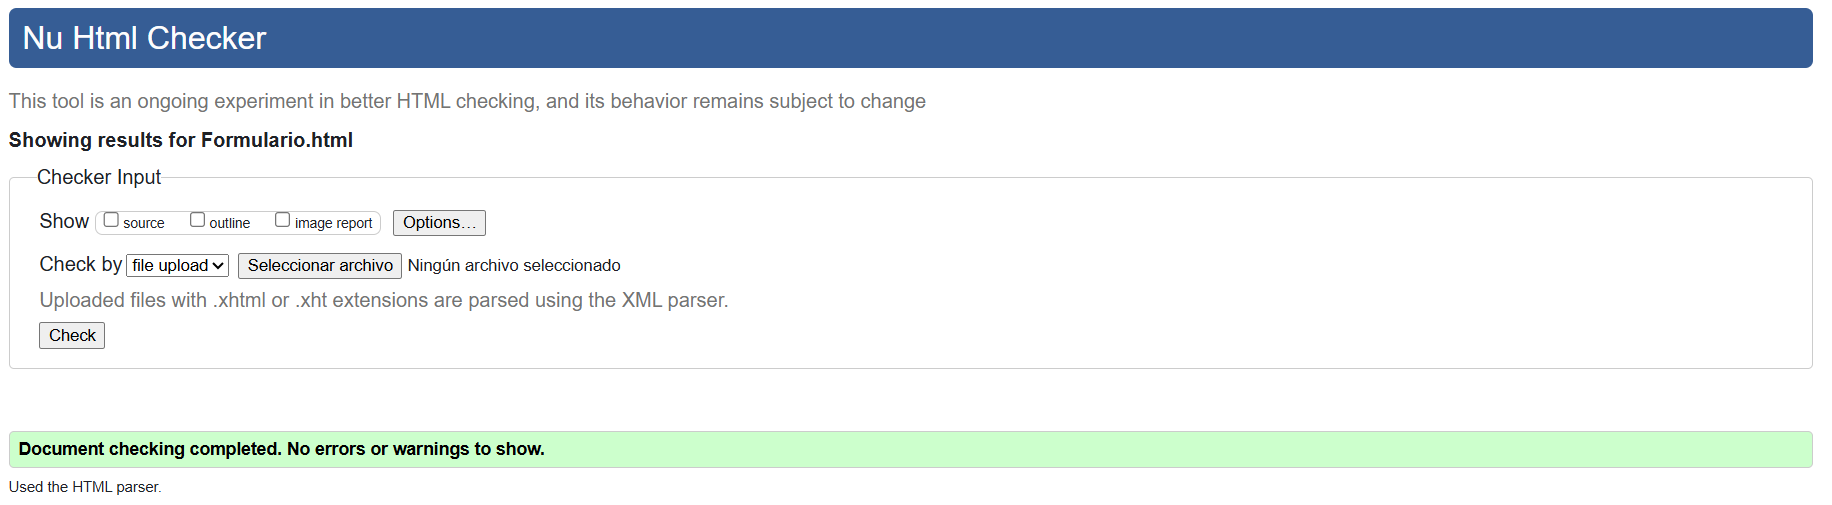 Nu Html Checker
This tool is an ongoing experiment in better HTML checking, and its behavior remains subject to change
Showing results for Formulario.html
Checker Input
Show source outline image report Options...
Check by file upload Seleccionar archivo Ningún archivo seleccionado
Uploaded files with .xhtml or .xht extensions are parsed using the XML parser.
Check
Document checking completed. No errors or warnings to show.
Used the HTML parser.